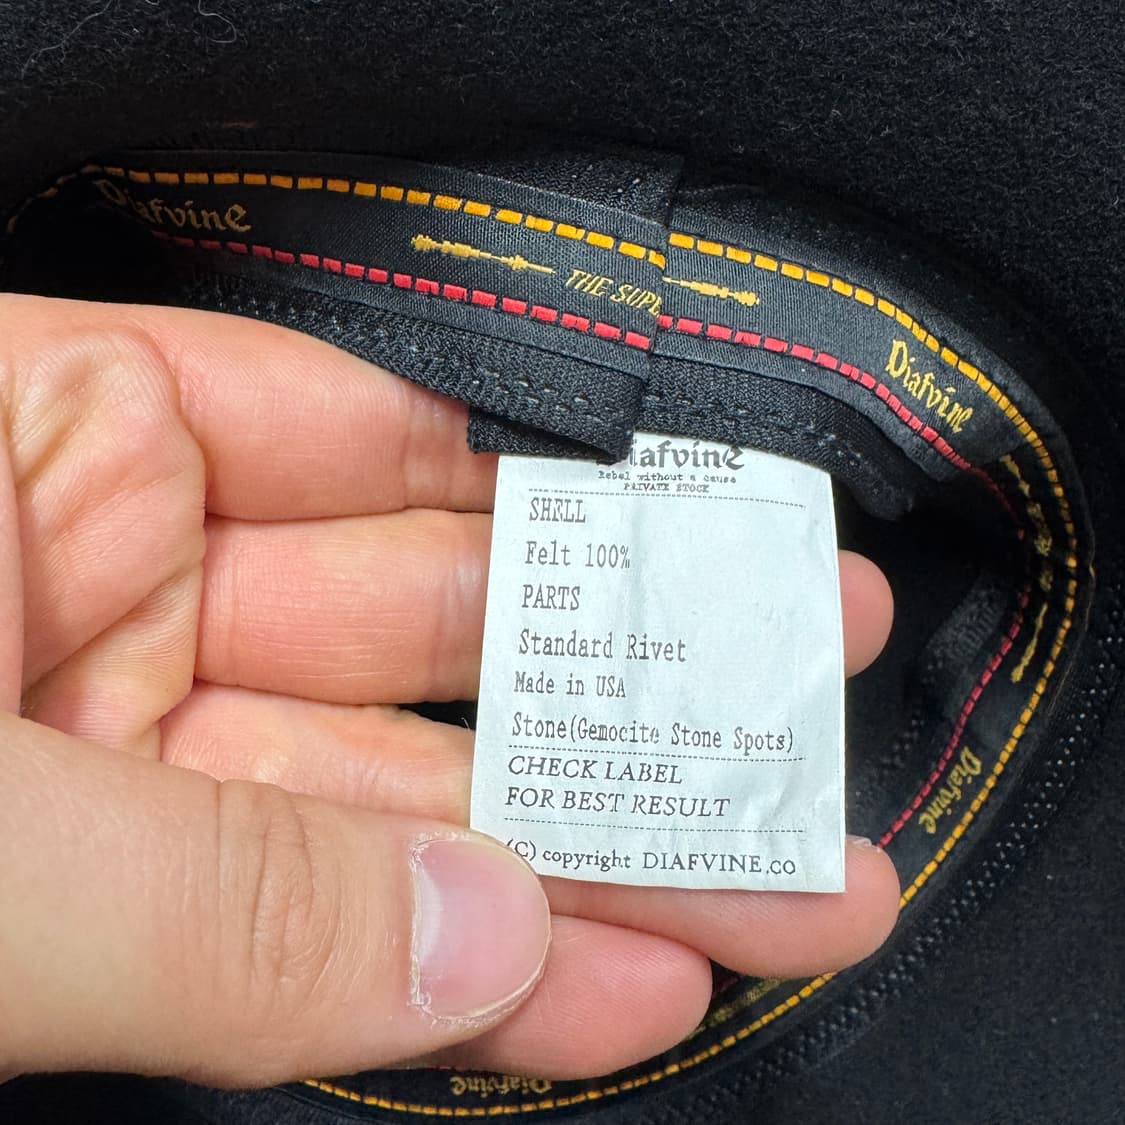 Diafvine
THE SUPE
Diafvine
Diafvine
Rebel without a cause
PRIVATE STOCK
SHELL
Felt 100%
PARTS
Standard Rivet
Made in USA
Stone(Gemocite Stone Spots)
CHECK LABEL
FOR BEST RESULT
(C) copyright DIAFVINE.co
Diafvine
Diafvine